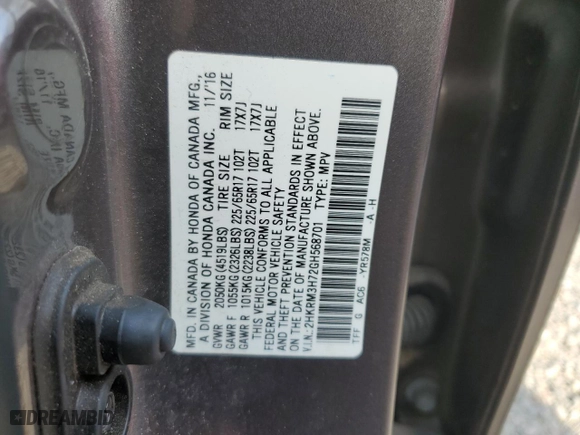 MFD. IN CANADA BY HONDA OF CANADA MFG.,
A DIVISION OF HONDA CANADA INC. 11/'16
GVWR 2050KG(4519LBS) TIRE SIZE RIM SIZE
GAWR F 1055KG(2326LBS) 225/65R17 102T 17X7J
GAWR R 1015KG(2238LBS) 225/65R17 102T 17X7J
THIS VEHICLE CONFORMS TO ALL APPLICABLE
FEDERAL MOTOR VEHICLE SAFETY
AND THEFT PREVENTION STANDARDS IN EFFECT
ON THE DATE OF MANUFACTURE SHOWN ABOVE.
V.I.N.:2HKRM3H72GH568701 TYPE: MPV
TFF G AC6 YR578M A -H
DREAMBID